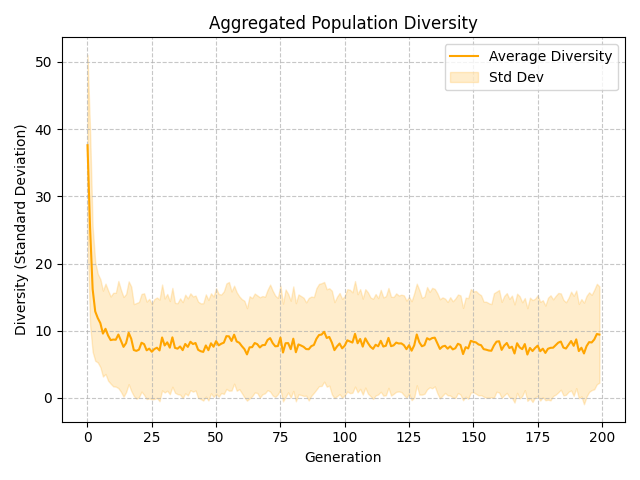 Aggregated Population Diversity
Average Diversity
Std Dev
Diversity (Standard Deviation)
50
40
30
20
10
0
0 25 50 75 100 125 150 175 200
Generation